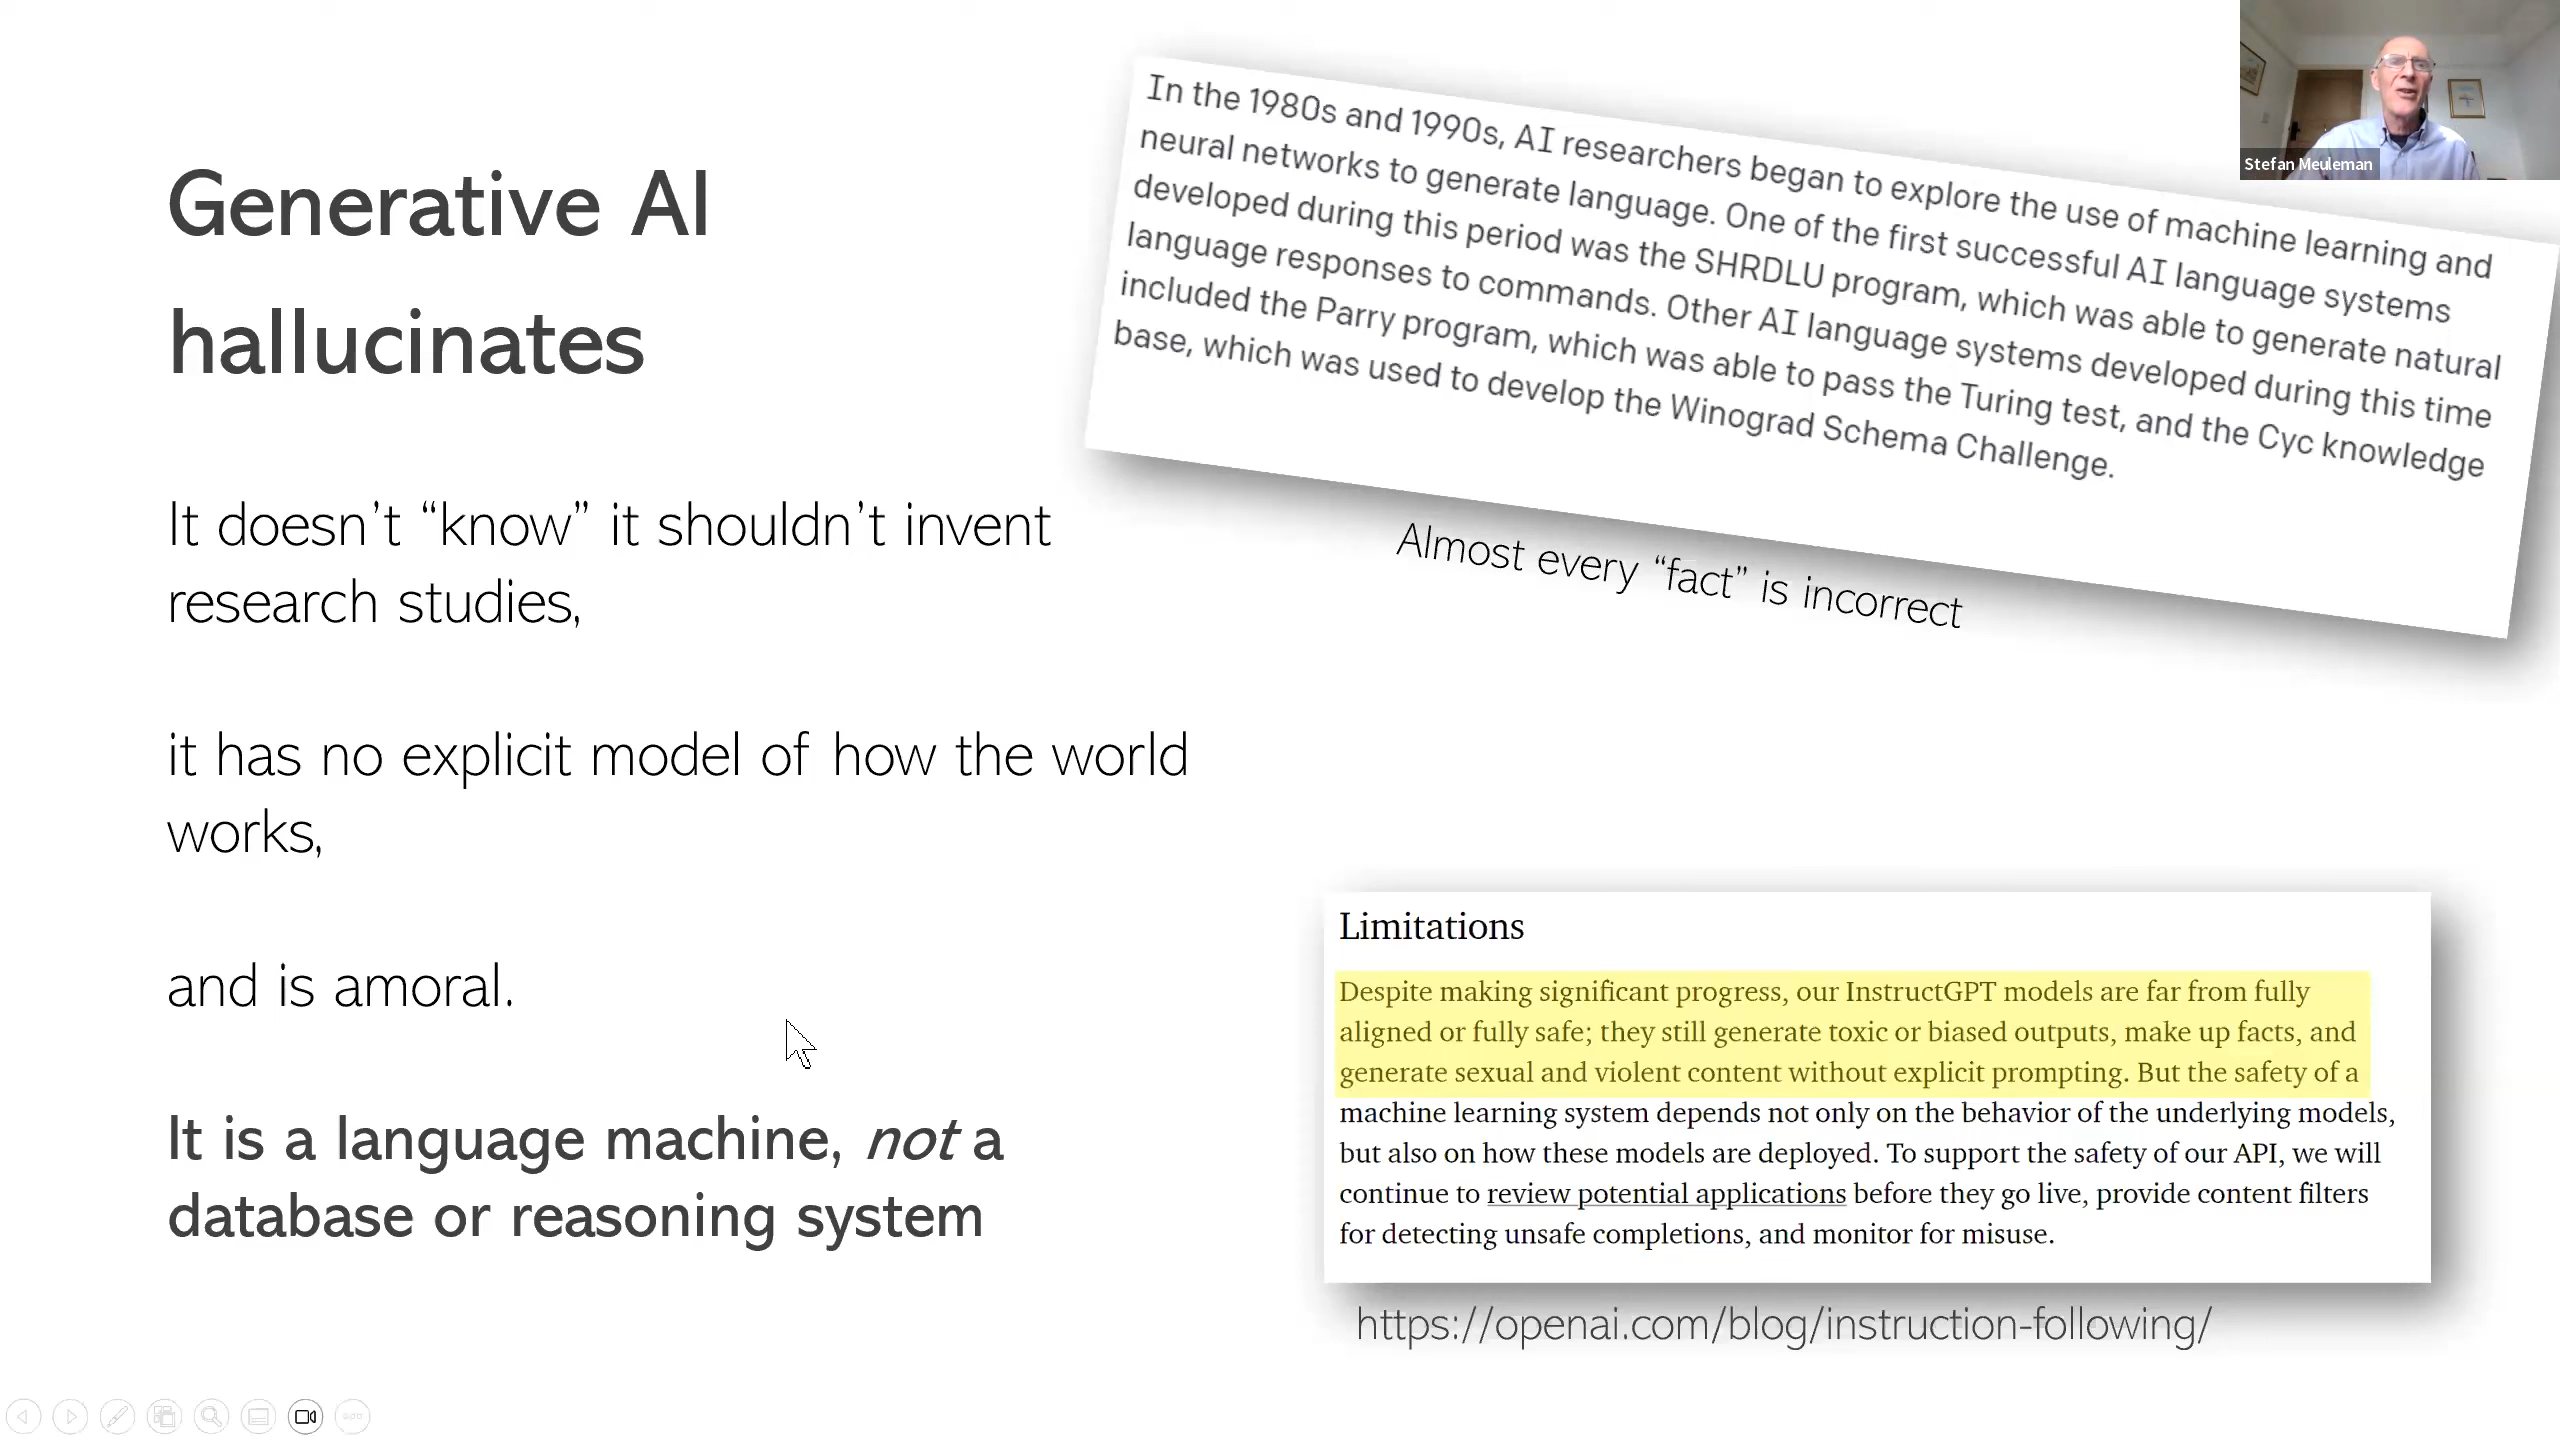 Generative AI
hallucinates
It doesn’t “know” it shouldn’t invent
research studies,
it has no explicit model of how the world
works,
and is amoral.
It is a language machine, not a
database or reasoning system
In the 1980s and 1990s, AI researchers began to explore the use of machine learning and
neural networks to generate language. One of the first successful AI language systems
developed during this period was the SHRDLU program, which was able to generate natural
language responses to commands. Other AI language systems developed during this time
included the Parry program, which was able to pass the Turing test, and the Cyc knowledge
base, which was used to develop the Winograd Schema Challenge.
Almost every “fact” is incorrect
Stefan Meuleman
Limitations
Despite making significant progress, our InstructGPT models are far from fully
aligned or fully safe; they still generate toxic or biased outputs, make up facts, and
generate sexual and violent content without explicit prompting. But the safety of a
machine learning system depends not only on the behavior of the underlying models,
but also on how these models are deployed. To support the safety of our API, we will
continue to review potential applications before they go live, provide content filters
for detecting unsafe completions, and monitor for misuse.
https://openai.com/blog/instruction-following/